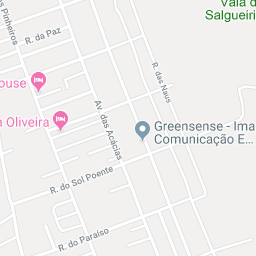 Vala d
Salgueiri
Pinheiros
R. da Paz
ouse
R. das Naus
a Oliveira
Av. das Acácias
Greensense - Ima
Comunicação E...
R. do Sol Poente
R. do Paraíso